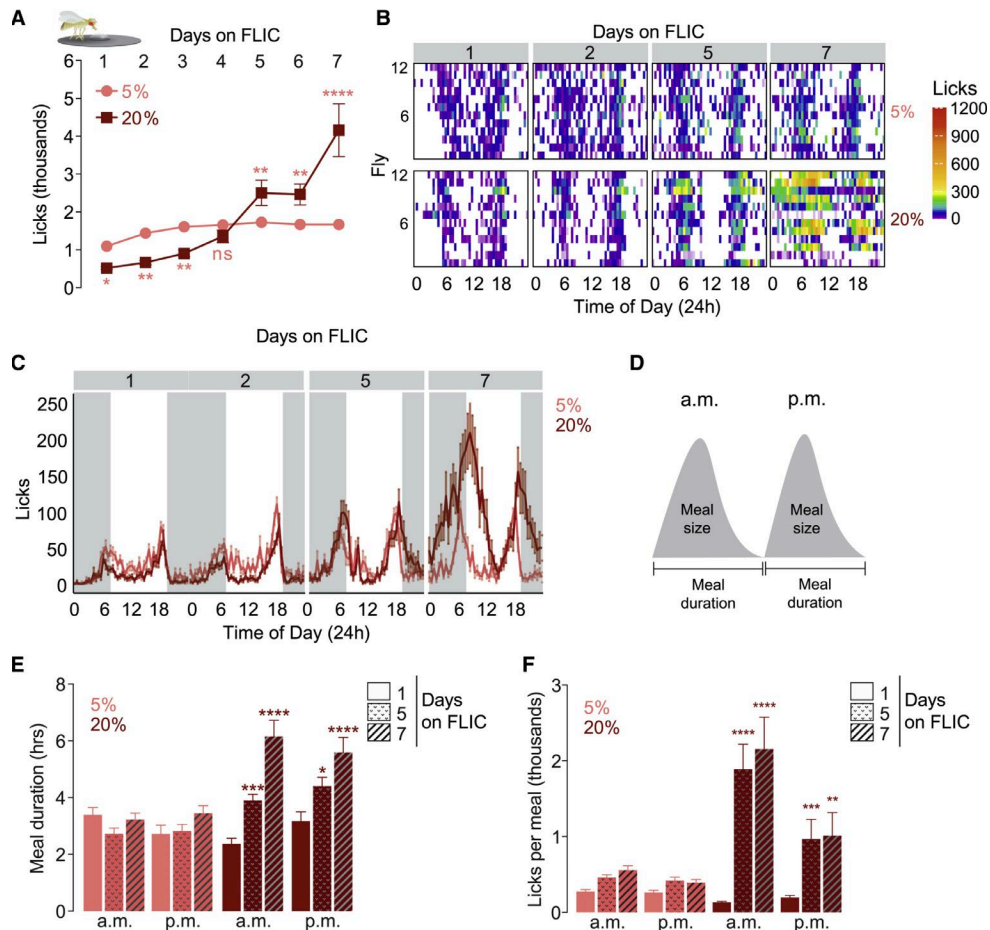 A
Days on FLIC
1 2 3 4 5 6 7
Licks (thousands)
6
5
4
3
2
1
0
5%
20%
* ** ** ns ** ** ****
B
Days on FLIC
1 2 5 7
Fly
12
6
12
6
5%
20%
0 6 12 18 0 6 12 18 0 6 12 18 0 6 12 18
Time of Day (24h)
Licks
1200
900
600
300
0
C
Days on FLIC
1 2 5 7
5%
20%
Licks
250
200
150
100
50
0
0 6 12 18 0 6 12 18 0 6 12 18 0 6 12 18
Time of Day (24h)
D
a.m. p.m.
Meal size
Meal size
Meal duration
Meal duration
E
5%
20%
Meal duration (hrs)
8
6
4
2
0
*** **** * ****
a.m. p.m. a.m. p.m.
1
5
7
Days on FLIC
F
5%
20%
Licks per meal (thousands)
3
2
1
0
**** **** *** **
a.m. p.m. a.m. p.m.
1
5
7
Days on FLIC